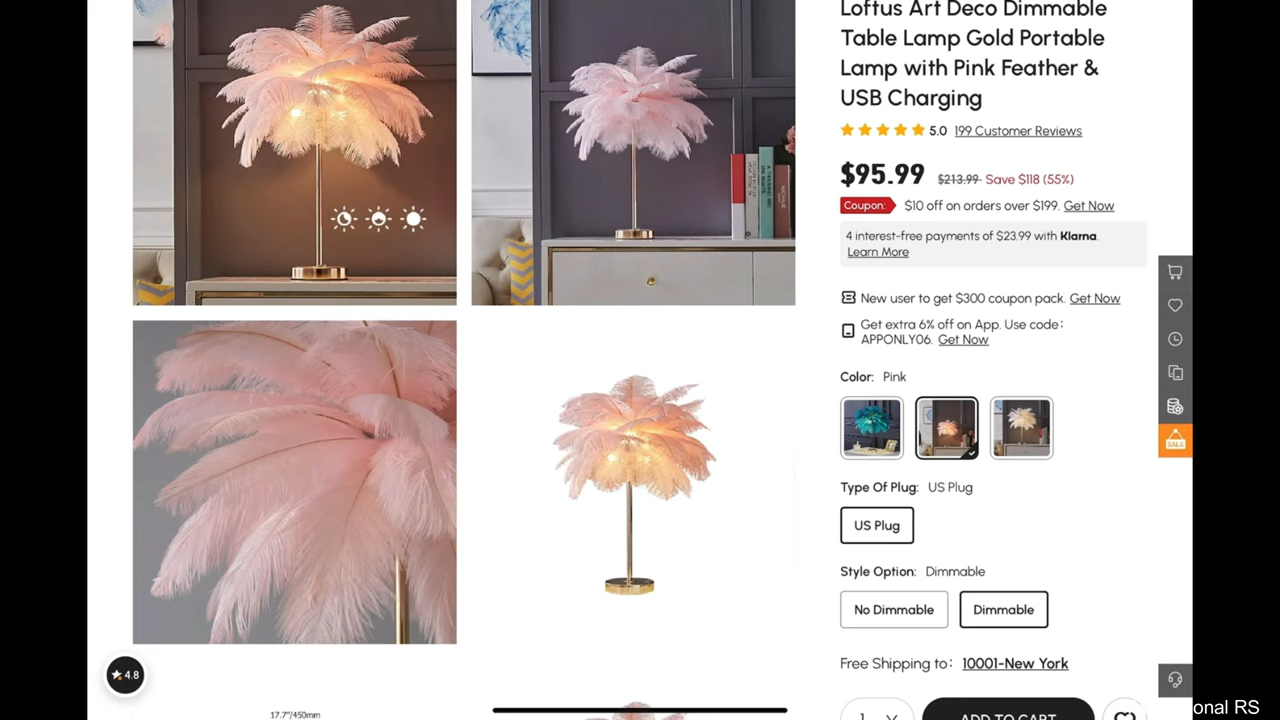 Loftus Art Deco Dimmable
Table Lamp Gold Portable
Lamp with Pink Feather &
USB Charging
5.0 199 Customer Reviews
$95.99 $213.99 Save $118 (55%)
Coupon: $10 off on orders over $199. Get Now
4 interest-free payments of $23.99 with Klarna.
Learn More
New user to get $300 coupon pack. Get Now
Get extra 6% off on App. Use code:
APPONLY06. Get Now
Color: Pink
Type Of Plug: US Plug
US Plug
Style Option: Dimmable
No Dimmable Dimmable
Free Shipping to: 10001-New York
1 ADD TO CART
SALE
4.8
17.7"/450mm
onal RS